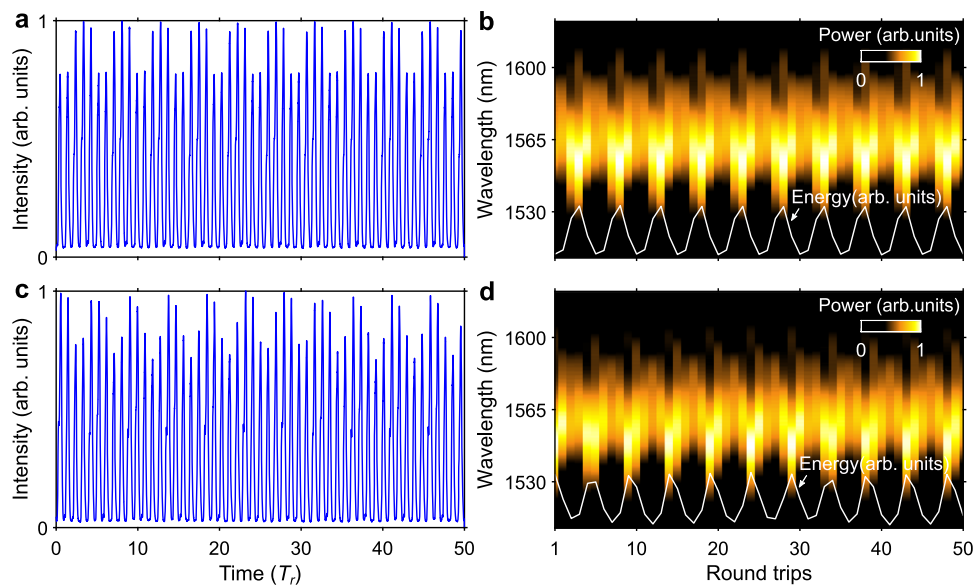 a
1
0
Intensity (arb. units)
b
Power (arb.units)
0 1
1600
1565
1530
Wavelength (nm)
Energy(arb. units)
c
1
0
Intensity (arb. units)
0 10 20 30 40 50
Time (Tr)
d
Power (arb.units)
0 1
1600
1565
1530
Wavelength (nm)
Energy(arb. units)
1 10 20 30 40 50
Round trips